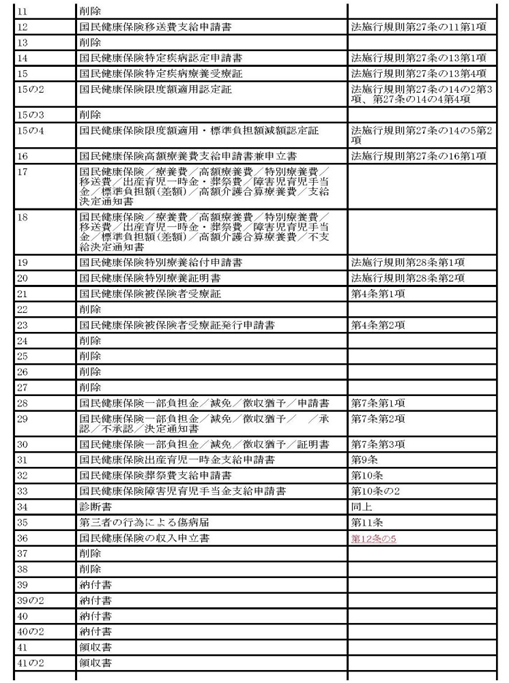 11 削除
12 国民健康保険移送費支給申請書 法施行規則第27条の11第1項
13 削除
14 国民健康保険特定疾病認定申請書 法施行規則第27条の13第1項
15 国民健康保険特定疾病療養受療証 法施行規則第27条の13第4項
15の2 国民健康保険限度額適用認定証 法施行規則第27条の14の2第3
項、第27条の14の4第4項
15の3 削除
15の4 国民健康保険限度額適用・標準負担額減額認定証 法施行規則第27条の14の5第2
項
16 国民健康保険高額療養費支給申請書兼申立書 法施行規則第27条の16第1項
17 国民健康保険／療養費／高額療養費／特別療養費／
移送費／出産育児一時金・葬祭費／障害児育児手当
金／標準負担額(差額)／高額介護合算療養費／支給
決定通知書
18 国民健康保険／療養費／高額療養費／特別療養費／
移送費／出産育児一時金・葬祭費／障害児育児手当
金／標準負担額(差額)／高額介護合算療養費／不支
給決定通知書
19 国民健康保険特別療養給付申請書 法施行規則第28条第1項
20 国民健康保険特別療養証明書 法施行規則第28条第2項
21 国民健康保険被保険者受療証 第4条第1項
22 削除
23 国民健康保険被保険者受療証発行申請書 第4条第2項
24 削除
25 削除
26 削除
27 削除
28 国民健康保険一部負担金／減免／徴収猶予／申請書 第7条第1項
29 国民健康保険一部負担金／減免／徴収猶予／　／承 第7条第2項
認／不承認／決定通知書
30 国民健康保険一部負担金／減免／徴収猶予／証明書 第7条第3項
31 国民健康保険出産育児一時金支給申請書 第9条
32 国民健康保険葬祭費支給申請書 第10条
33 国民健康保険障害児育児手当金支給申請書 第10条の2
34 診断書 同上
35 第三者の行為による傷病届 第11条
36 国民健康保険の収入申立書 第12条の5
37 削除
38 削除
39 納付書
39の2 納付書
40 納付書
40の2 納付書
41 領収書
41の2 領収書